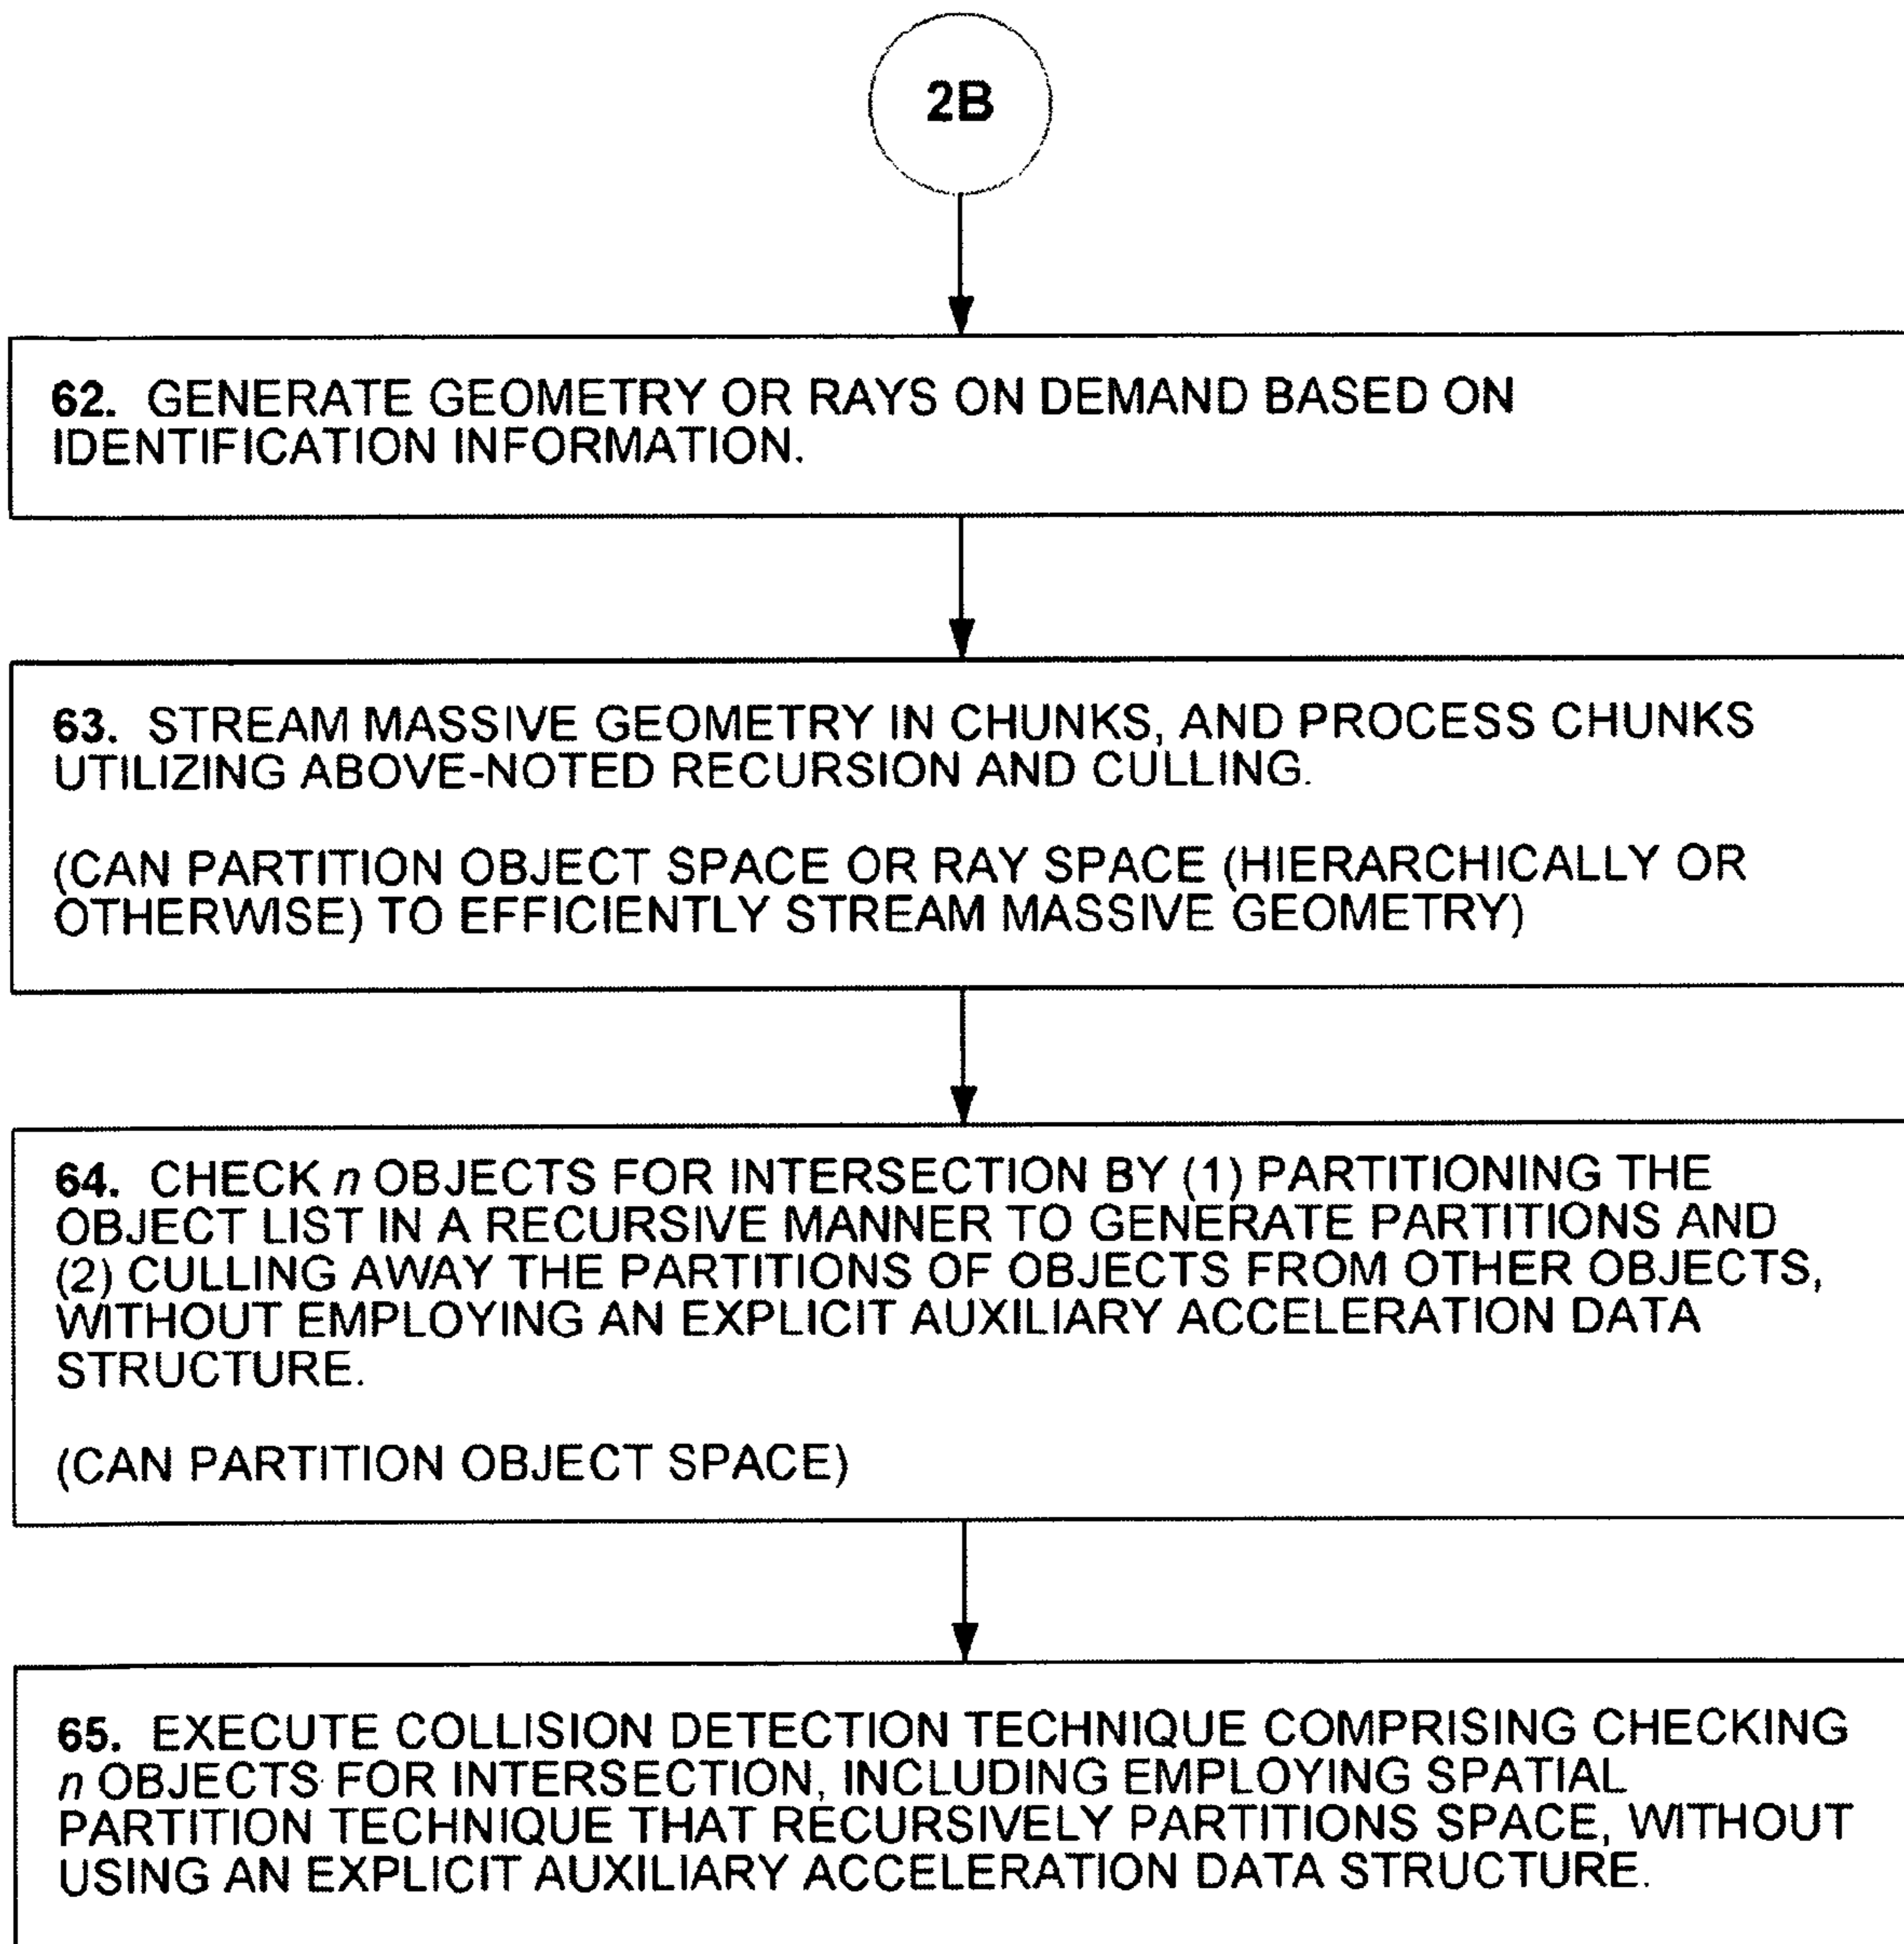 2B
62. GENERATE GEOMETRY OR RAYS ON DEMAND BASED ON
IDENTIFICATION INFORMATION.
63. STREAM MASSIVE GEOMETRY IN CHUNKS, AND PROCESS CHUNKS
UTILIZING ABOVE-NOTED RECURSION AND CULLING.
(CAN PARTITION OBJECT SPACE OR RAY SPACE (HIERARCHICALLY OR
OTHERWISE) TO EFFICIENTLY STREAM MASSIVE GEOMETRY)
64. CHECK n OBJECTS FOR INTERSECTION BY (1) PARTITIONING THE
OBJECT LIST IN A RECURSIVE MANNER TO GENERATE PARTITIONS AND
(2) CULLING AWAY THE PARTITIONS OF OBJECTS FROM OTHER OBJECTS,
WITHOUT EMPLOYING AN EXPLICIT AUXILIARY ACCELERATION DATA
STRUCTURE.
(CAN PARTITION OBJECT SPACE)
65. EXECUTE COLLISION DETECTION TECHNIQUE COMPRISING CHECKING
n OBJECTS FOR INTERSECTION, INCLUDING EMPLOYING SPATIAL
PARTITION TECHNIQUE THAT RECURSIVELY PARTITIONS SPACE, WITHOUT
USING AN EXPLICIT AUXILIARY ACCELERATION DATA STRUCTURE.